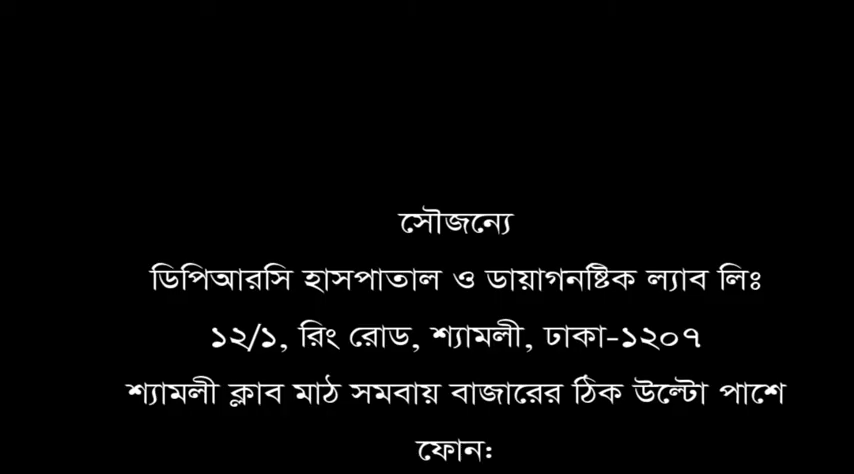 সৌজন্যে
ডিপিআরসি হাসপাতাল ও ডায়াগনষ্টিক ল্যাব লিঃ
১২/১, রিং রোড, শ্যামলী, ঢাকা-১২০৭
শ্যামলী ক্লাব মাঠ সমবায় বাজারের ঠিক উল্টো পাশে
ফোন: